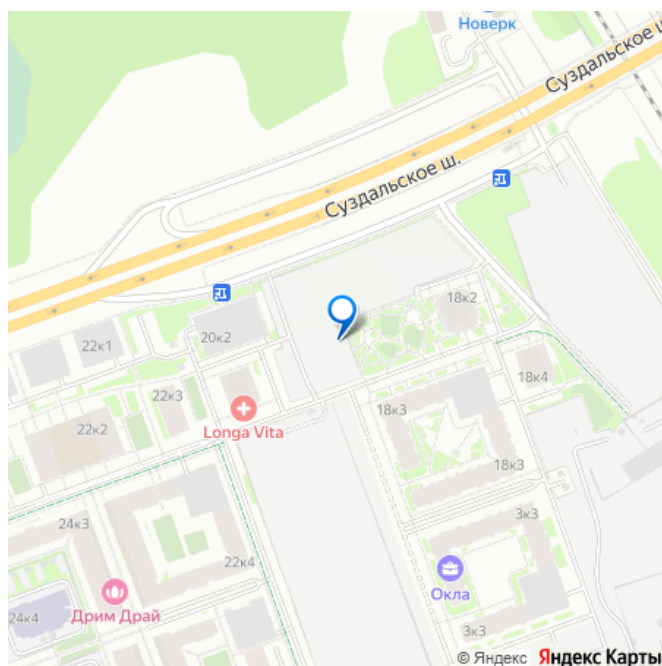 Новерк
Суздальское ш
Суздальское ш.
18к2
20к2
22к1
18к4
22к3
Longa Vita
18к3
22к2
18к3
3к3
24к3
22к4
Окла
24к4
Дрим Драй
3к3
© Яндекс Яндекс Карты